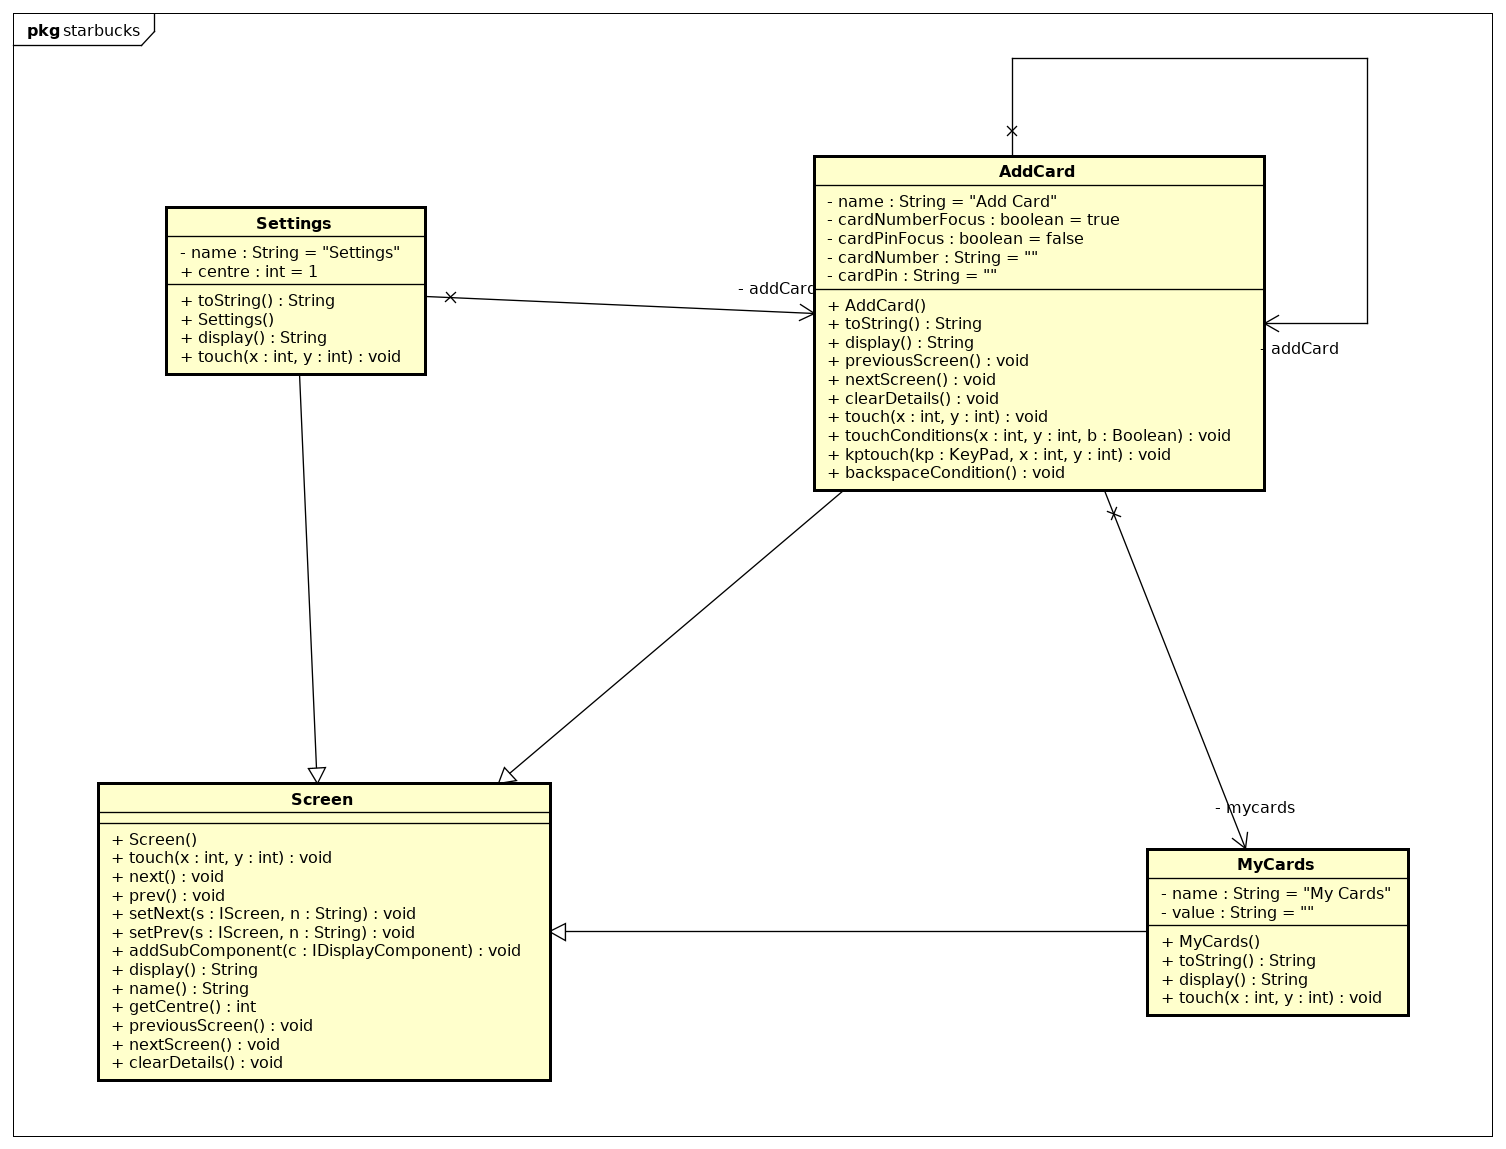 pkg starbucks
Settings
- name : String = "Settings"
+ centre : int = 1
+ toString() : String
+ Settings()
+ display() : String
+ touch(x : int, y : int) : void
- addCard
AddCard
- name : String = "Add Card"
- cardNumberFocus : boolean = true
- cardPinFocus : boolean = false
- cardNumber : String = ""
- cardPin : String = ""
+ AddCard()
+ toString() : String
+ display() : String
+ previousScreen() : void
+ nextScreen() : void
+ clearDetails() : void
+ touch(x : int, y : int) : void
+ touchConditions(x : int, y : int, b : Boolean) : void
+ kptouch(kp : KeyPad, x : int, y : int) : void
+ backspaceCondition() : void
- addCard
Screen
+ Screen()
+ touch(x : int, y : int) : void
+ next() : void
+ prev() : void
+ setNext(s : IScreen, n : String) : void
+ setPrev(s : IScreen, n : String) : void
+ addSubComponent(c : IDisplayComponent) : void
+ display() : String
+ name() : String
+ getCentre() : int
+ previousScreen() : void
+ nextScreen() : void
+ clearDetails() : void
- mycards
MyCards
- name : String = "My Cards"
- value : String = ""
+ MyCards()
+ toString() : String
+ display() : String
+ touch(x : int, y : int) : void